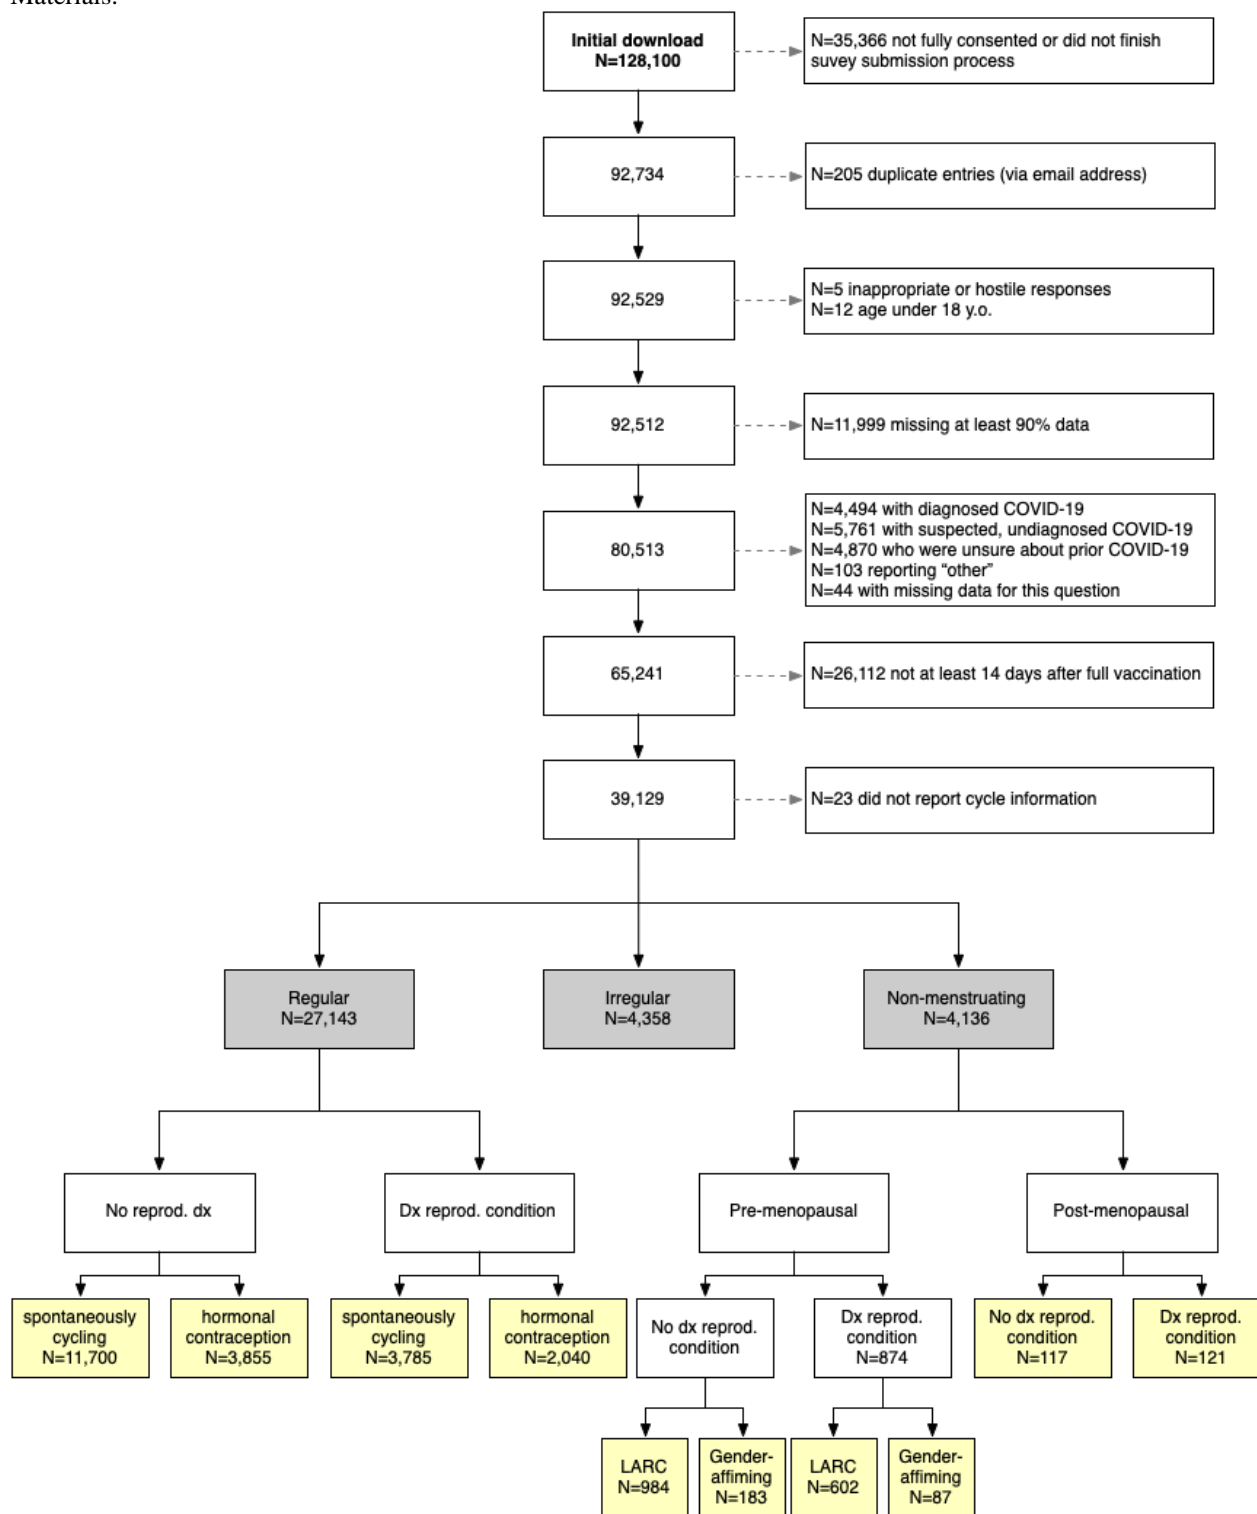 Materials.
Initial download
N=128,100
N=35,366 not fully consented or did not finish
suvey submission process
92,734
N=205 duplicate entries (via email address)
92,529
N=5 inappropriate or hostile responses
N=12 age under 18 y.o.
92,512
N=11,999 missing at least 90% data
80,513
N=4,494 with diagnosed COVID-19
N=5,761 with suspected, undiagnosed COVID-19
N=4,870 who were unsure about prior COVID-19
N=103 reporting “other”
N=44 with missing data for this question
65,241
N=26,112 not at least 14 days after full vaccination
39,129
N=23 did not report cycle information
Regular
N=27,143
Irregular
N=4,358
Non-menstruating
N=4,136
No reprod. dx
Dx reprod. condition
Pre-menopausal
Post-menopausal
spontaneously
cycling
N=11,700
hormonal
contraception
N=3,855
spontaneously
cycling
N=3,785
hormonal
contraception
N=2,040
No dx reprod.
condition
Dx reprod.
condition
N=874
No dx reprod.
condition
N=117
Dx reprod.
condition
N=121
LARC
N=984
Gender-
affiming
N=183
LARC
N=602
Gender-
affiming
N=87